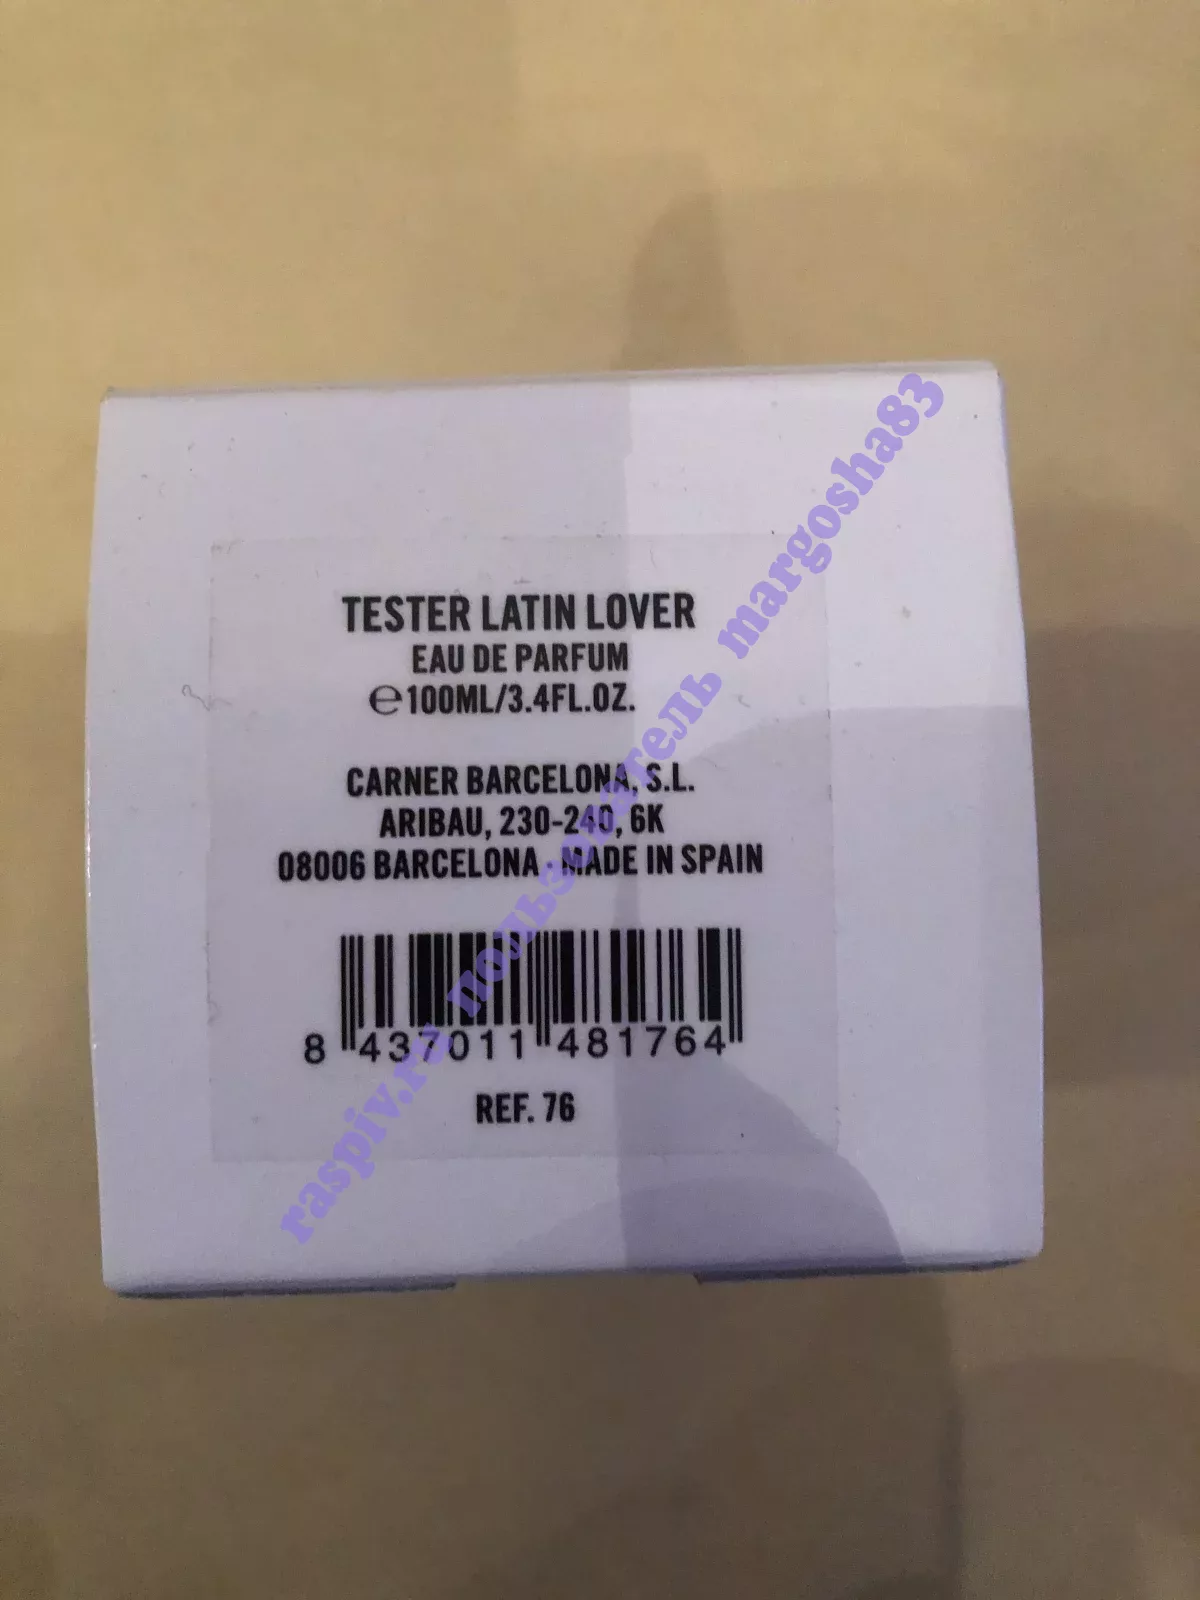 TESTER LATIN LOVER
EAU DE PARFUM
℮100ML/3.4FL.OZ.
CARNER BARCELONA, S.L.
ARIBAU, 230-240, 6K
08006 BARCELONA · MADE IN SPAIN
8 437011 481764
REF. 76
raspiv.ru пользователь margosha83